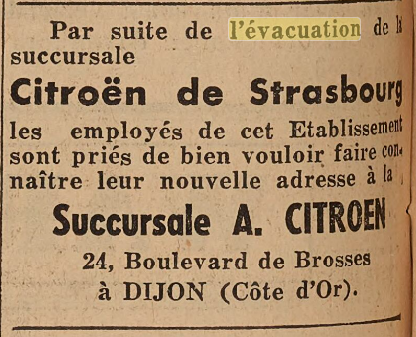 Par suite de l'évacuation de la
succursale
Citroën de Strasbourg
les employés de cet Etablissement
sont priés de bien vouloir faire con-
naître leur nouvelle adresse à la
Succursale A. CITROEN
24, Boulevard de Brosses
à DIJON (Côte d'Or).